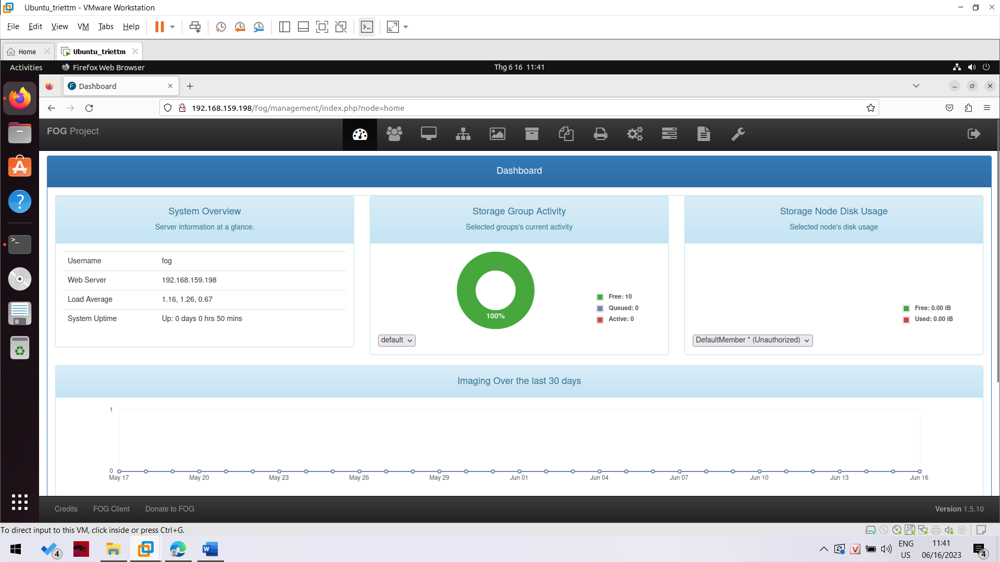 Ubuntu_triettm - VMware Workstation
File Edit View VM Tabs Help
Home
Ubuntu_triettm
Activities
Firefox Web Browser
Thg 6 16 11:41
Dashboard
192.168.159.198/fog/management/index.php?node=home
FOG Project
Dashboard
System Overview
Server information at a glance.
Username fog
Web Server 192.168.159.198
Load Average 1.16, 1.26, 0.67
System Uptime Up: 0 days 0 hrs 50 mins
Storage Group Activity
Selected groups's current activity
100%
Free: 10
Queued: 0
Active: 0
default
Storage Node Disk Usage
Selected node's disk usage
Free: 0.00 iB
Used: 0.00 iB
DefaultMember * (Unauthorized)
Imaging Over the last 30 days
1
0
May 17 May 20 May 23 May 26 May 29 Jun 01 Jun 04 Jun 07 Jun 10 Jun 13 Jun 16
Credits FOG Client Donate to FOG
Version 1.5.10
To direct input to this VM, click inside or press Ctrl+G.
4
ENG
US
11:41
06/16/2023
4